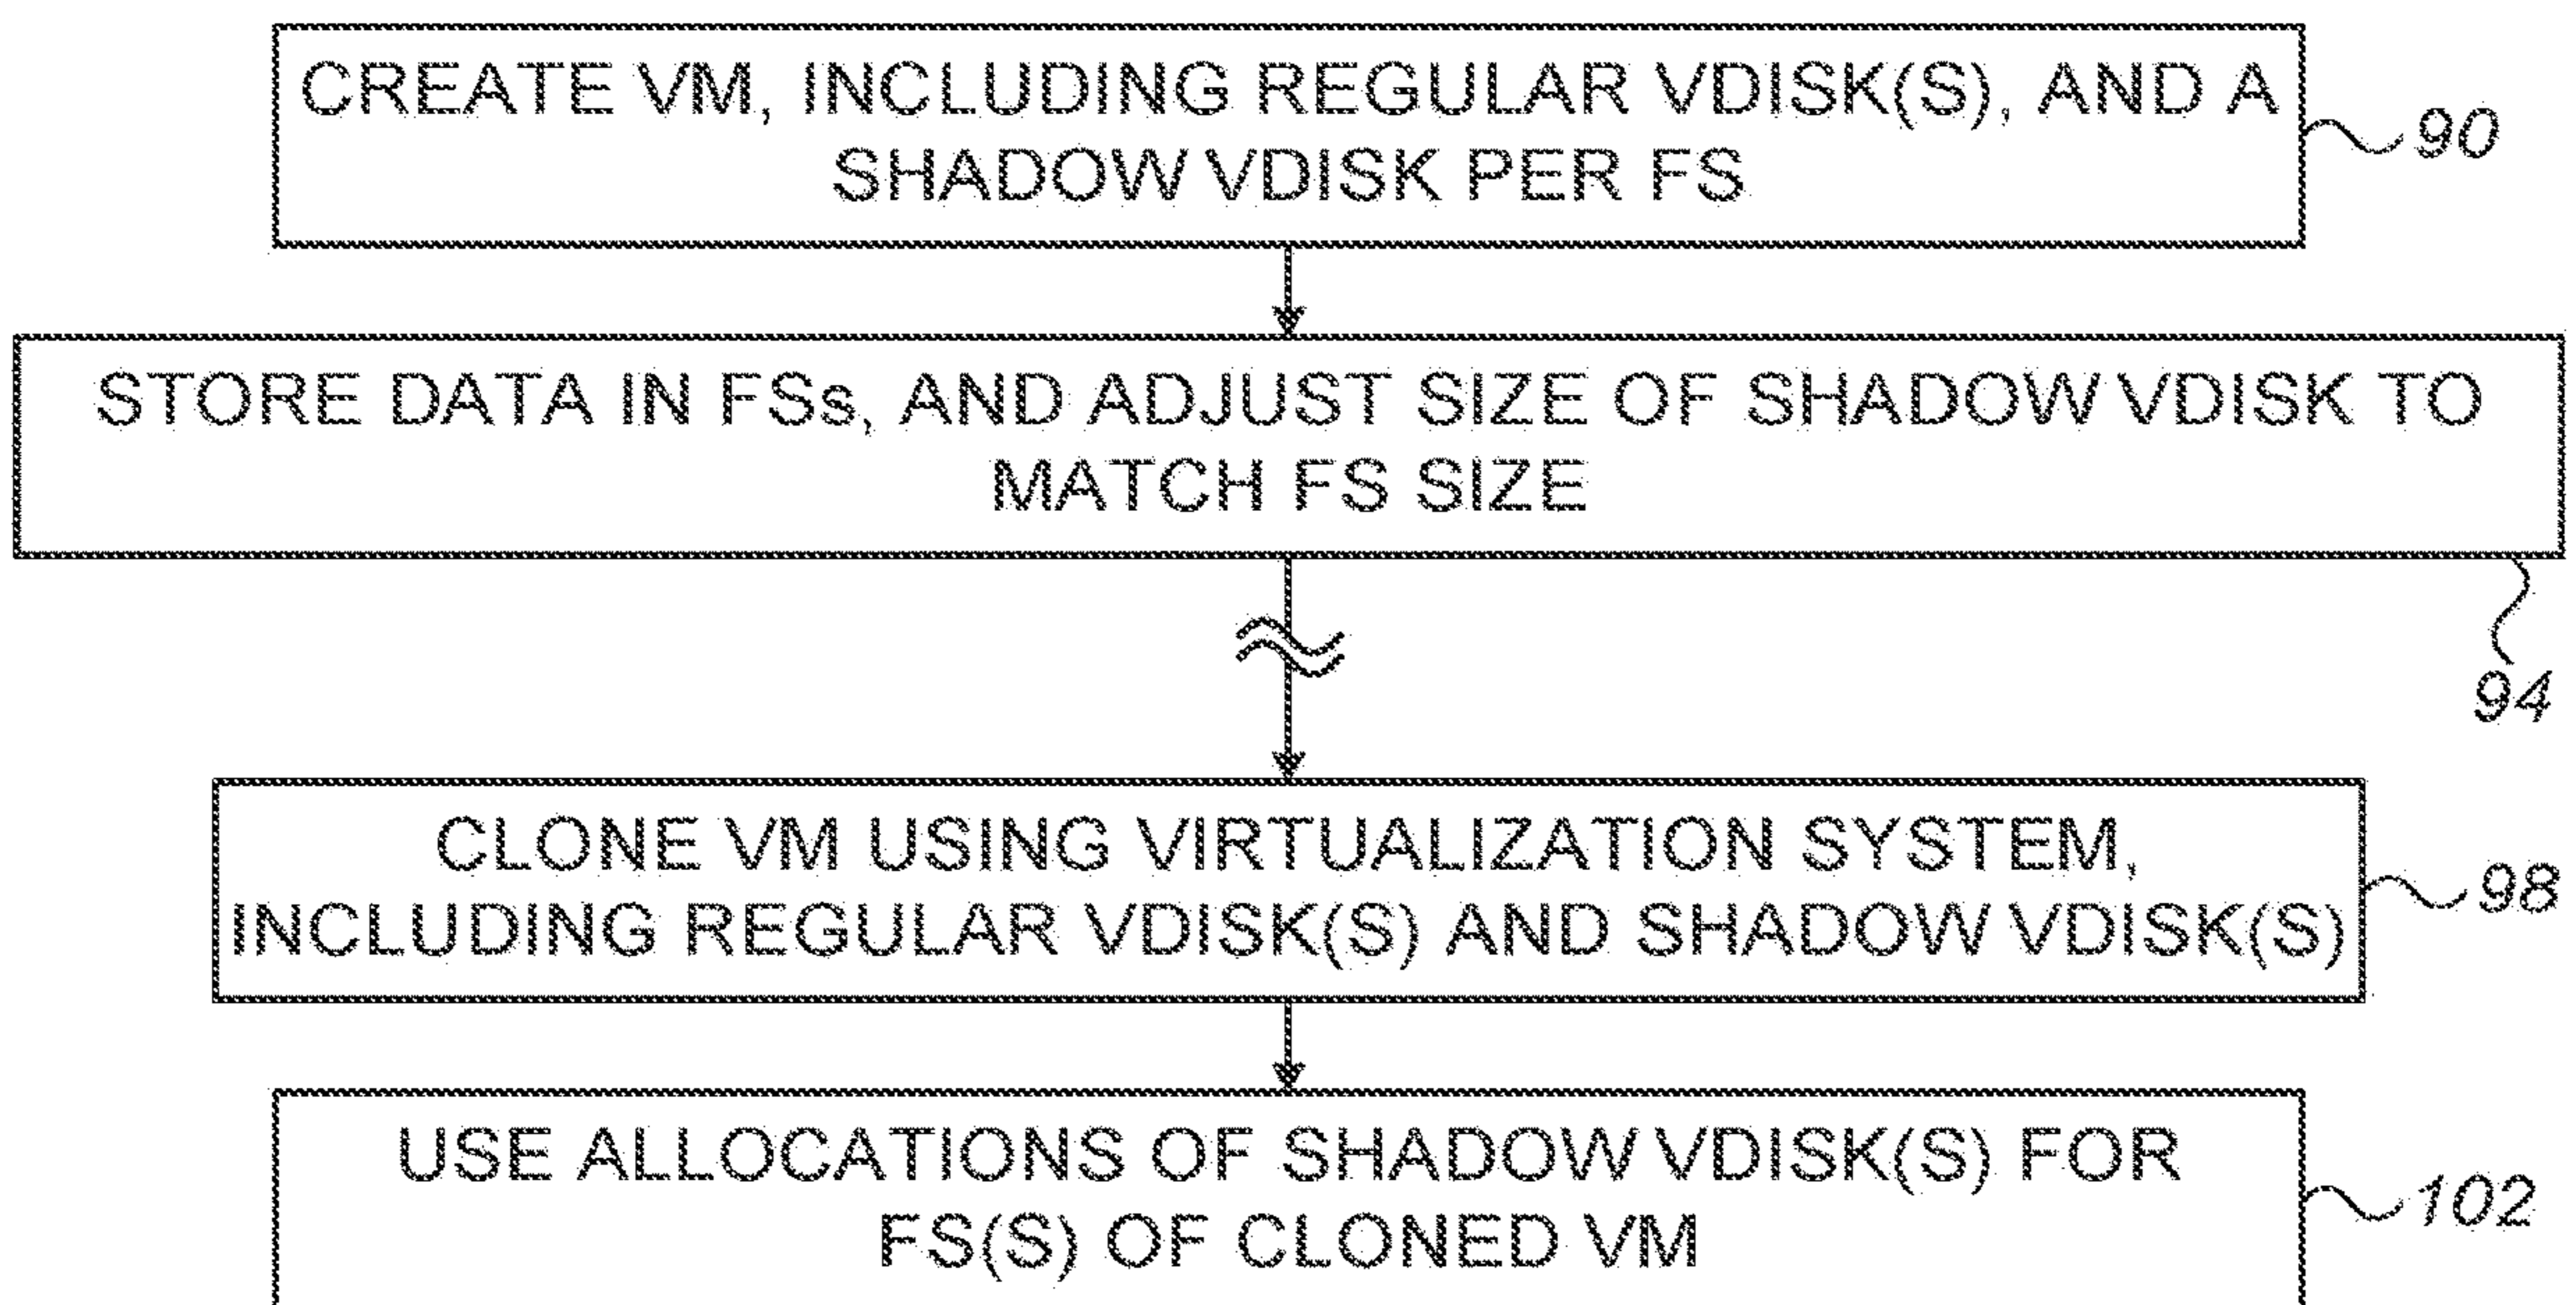 CREATE VM, INCLUDING REGULAR VDISK(S), AND A
SHADOW VDISK PER FS
90
STORE DATA IN FSs, AND ADJUST SIZE OF SHADOW VDISK TO
MATCH FS SIZE
94
CLONE VM USING VIRTUALIZATION SYSTEM,
INCLUDING REGULAR VDISK(S) AND SHADOW VDISK(S)
98
USE ALLOCATIONS OF SHADOW VDISK(S) FOR
FS(S) OF CLONED VM
102